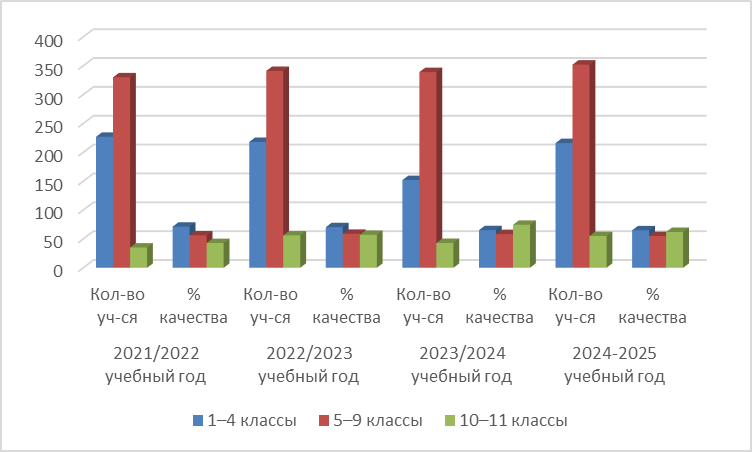 400
350
300
250
200
150
100
50
0
Кол-во уч-ся
% качества
Кол-во уч-ся
% качества
Кол-во уч-ся
% качества
Кол-во уч-ся
% качества
2021/2022 учебный год
2022/2023 учебный год
2023/2024 учебный год
2024-2025 учебный год
1–4 классы 5–9 классы 10–11 классы